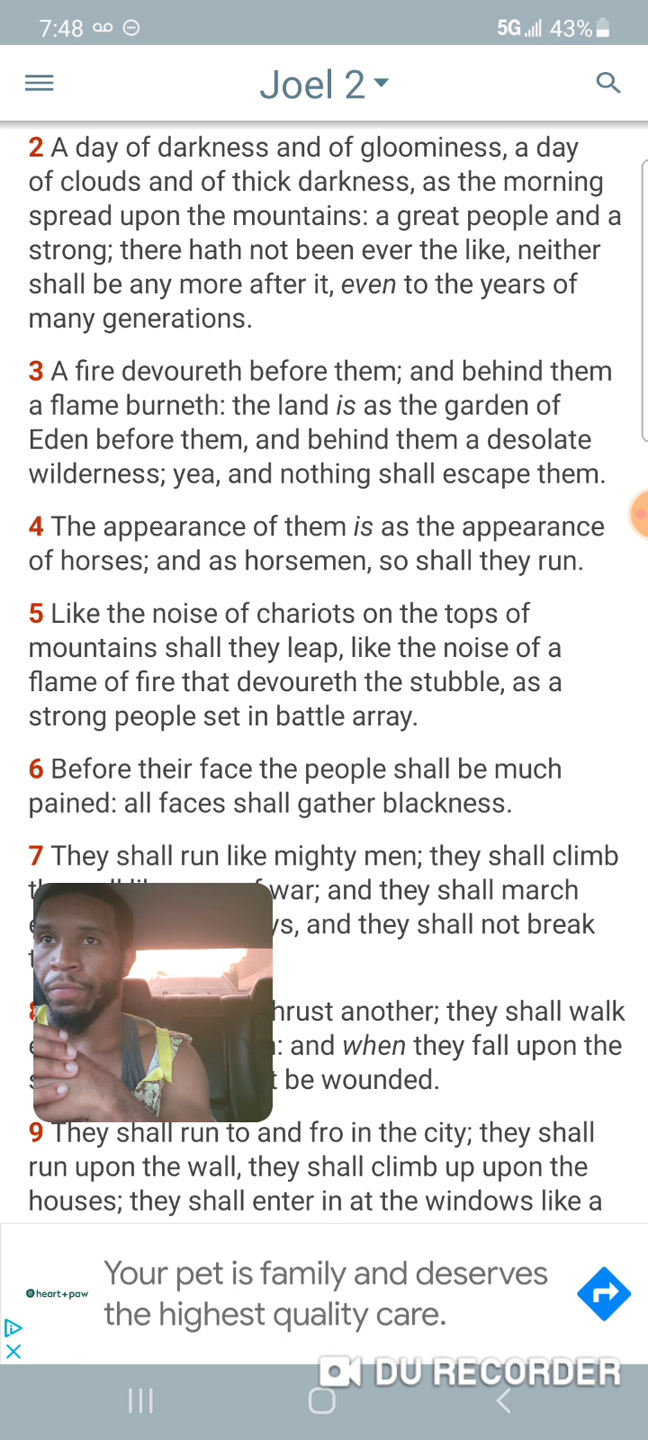 7:48
5G 43%
Joel 2
2 A day of darkness and of gloominess, a day
of clouds and of thick darkness, as the morning
spread upon the mountains: a great people and a
strong; there hath not been ever the like, neither
shall be any more after it, even to the years of
many generations.
3 A fire devoureth before them; and behind them
a flame burneth: the land is as the garden of
Eden before them, and behind them a desolate
wilderness; yea, and nothing shall escape them.
4 The appearance of them is as the appearance
of horses; and as horsemen, so shall they run.
5 Like the noise of chariots on the tops of
mountains shall they leap, like the noise of a
flame of fire that devoureth the stubble, as a
strong people set in battle array.
6 Before their face the people shall be much
pained: all faces shall gather blackness.
7 They shall run like mighty men; they shall climb
war; and they shall march
and they shall not break
another; they shall walk
and when they fall upon the
be wounded.
9 They shall run to and fro in the city; they shall
run upon the wall, they shall climb up upon the
houses; they shall enter in at the windows like a
heart+paw
Your pet is family and deserves
the highest quality care.
DU RECORDER